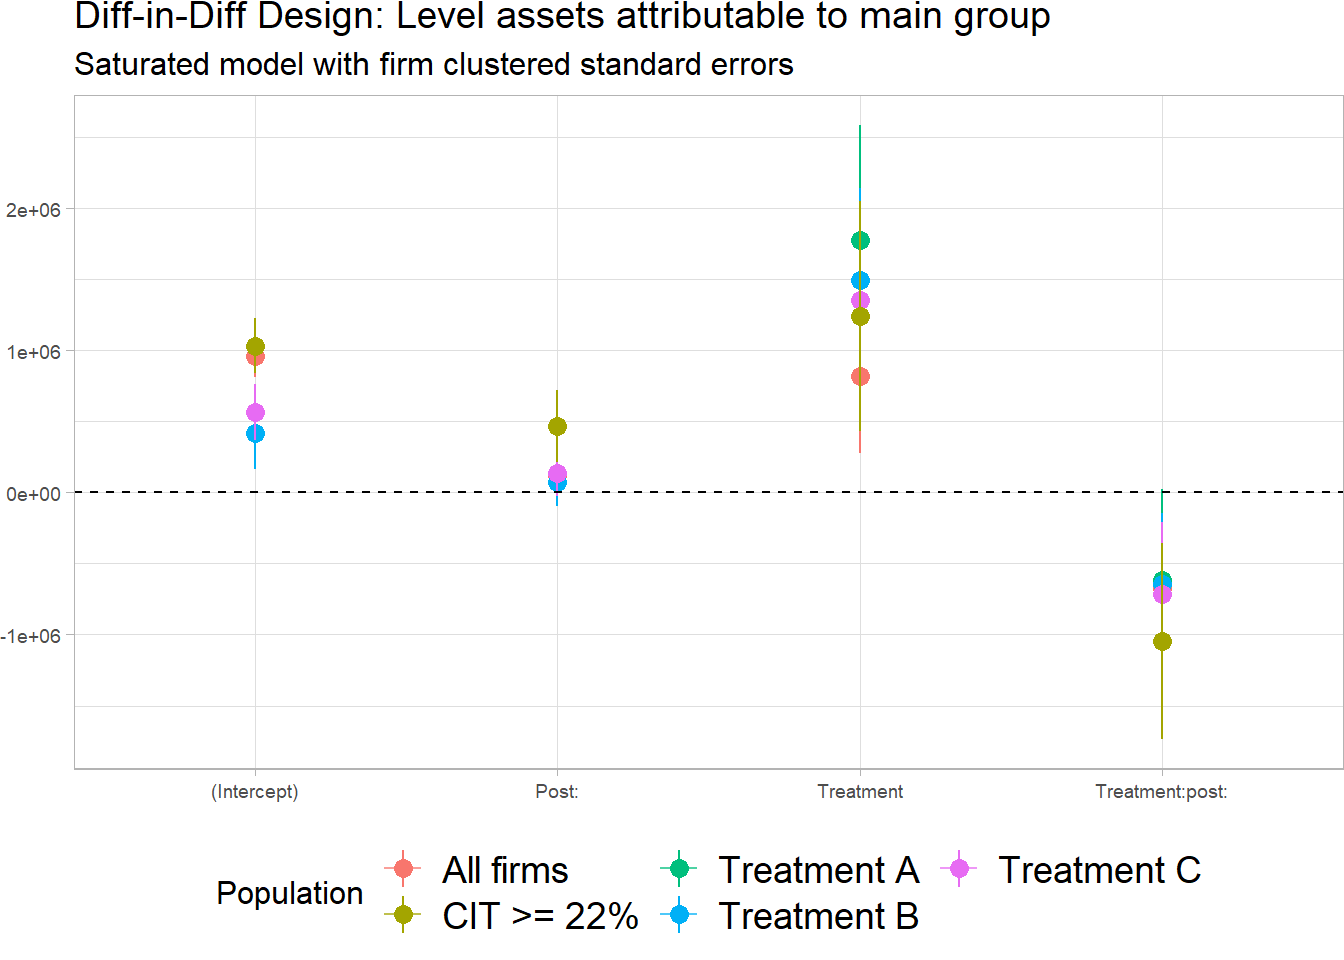 Diff-in-Diff Design: Level assets attributable to main group
Saturated model with firm clustered standard errors
2e+06
1e+06
0e+00
-1e+06
(Intercept)
Post:
Treatment
Treatment:post:
Population
All firms
CIT >= 22%
Treatment A
Treatment B
Treatment C